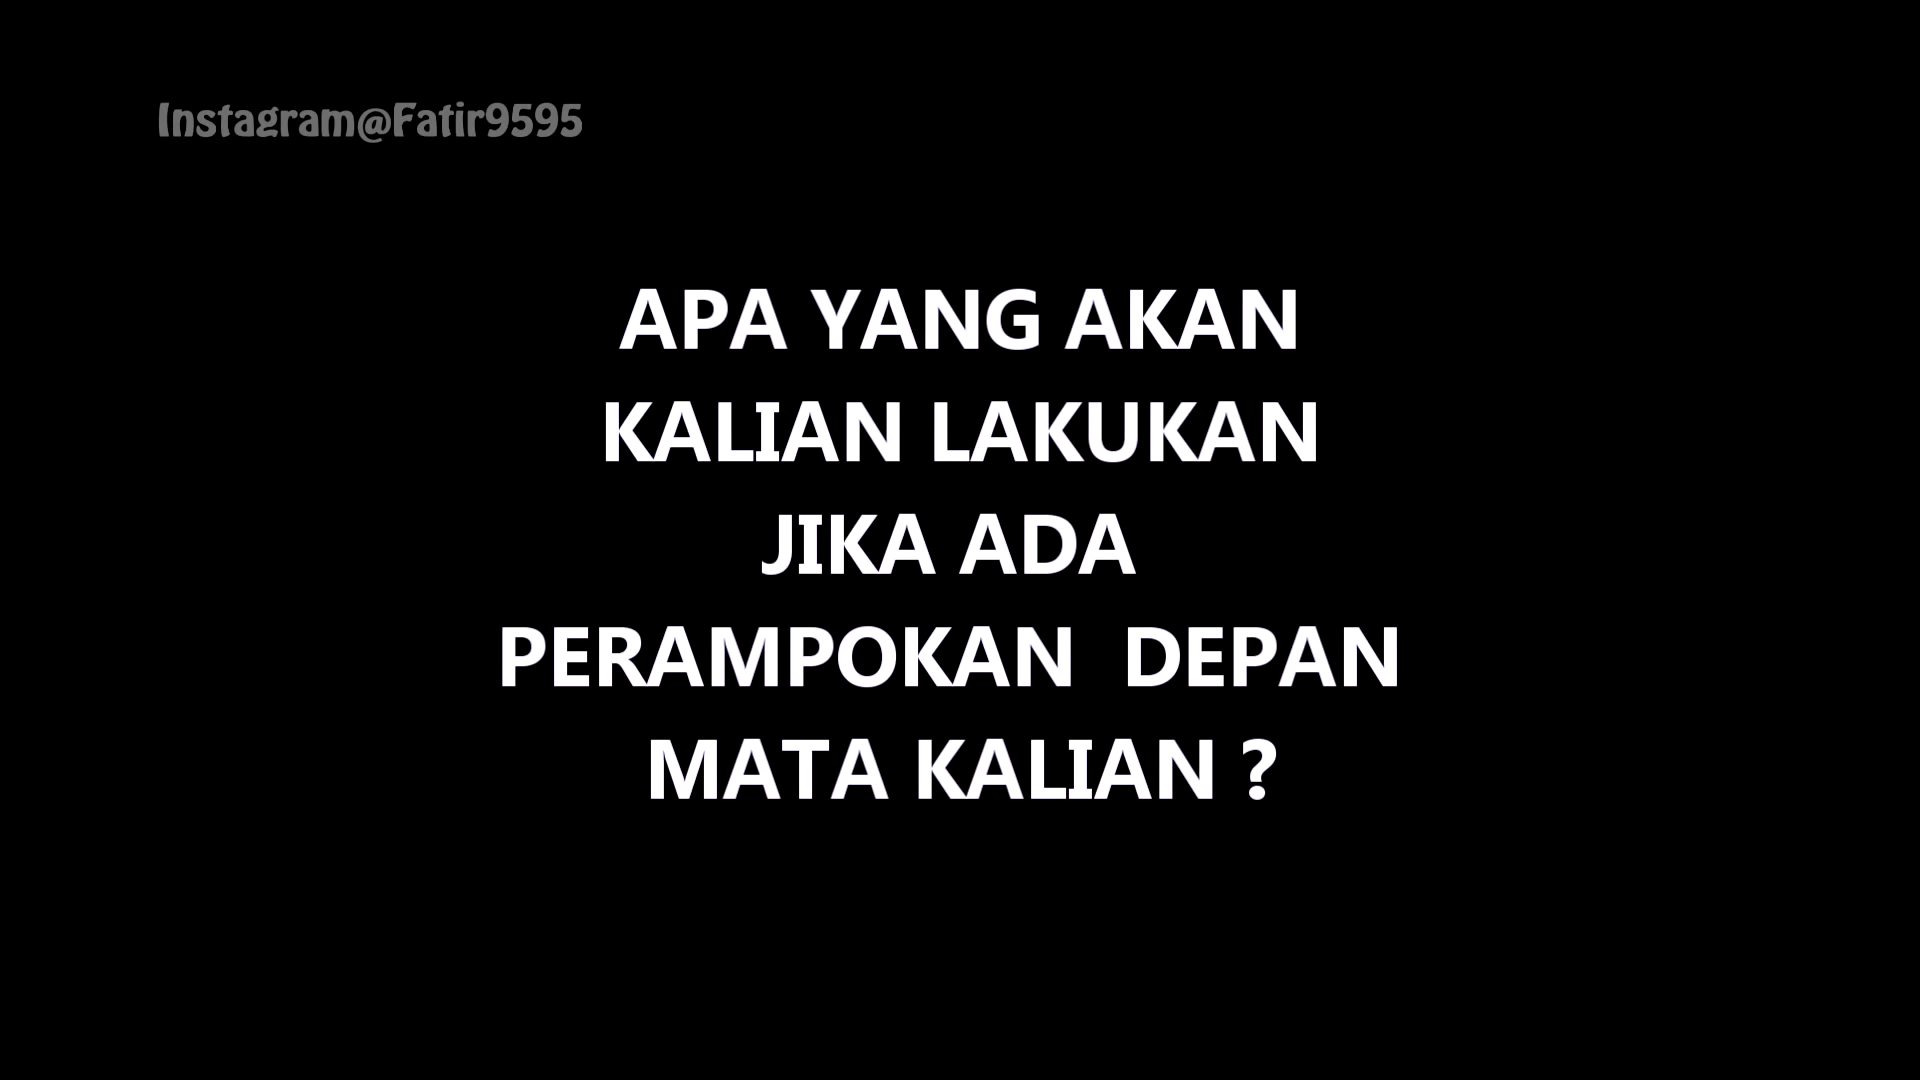 Instagram@Fatir9595
APA YANG AKAN
KALIAN LAKUKAN
JIKA ADA
PERAMPOKAN  DEPAN
MATA KALIAN ?